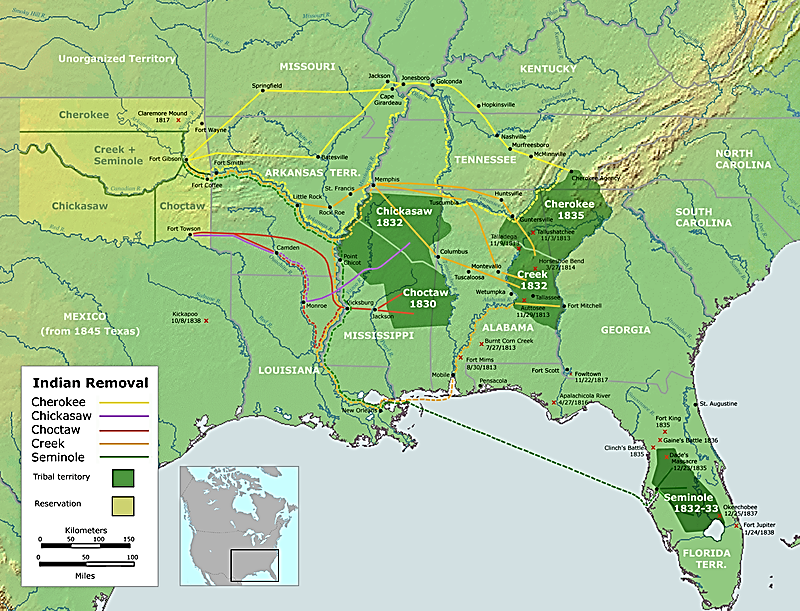 Unorganized Territory
MISSOURI
KENTUCKY
Springfield
Jackson
Jonesboro
Golconda
Cape
Girardeau
Hopkinsville
Cherokee
Claremore Mound
1817
Fort Wayne
Nashville
Murfreesboro
McMinnville
Creek +
Seminole
Fort Gibson
Fort Smith
Fort Coffee
Batesville
ARKANSAS TERR.
TENNESSEE
Cherokee Agency
NORTH
CAROLINA
Canadian R.
Chickasaw
Choctaw
Little Rock
St. Francis
Rock Roe
Memphis
Tuscumbia
Huntsville
Guntersville
Cherokee
1835
SOUTH
CAROLINA
Chickasaw
1832
Fort Towson
Camden
Point
Chicot
Talladega
11/9/1813
Tallushatchee
11/3/1813
Horseshoe Bend
3/27/1814
Columbus
Montevallo
Tuscaloosa
Creek
1832
Wetumpka
Tallassee
Autosee
11/29/1813
Fort Mitchell
Choctaw
1830
Monroe
Vicksburg
Jackson
MISSISSIPPI
ALABAMA
GEORGIA
MEXICO
(from 1845 Texas)
Kickapoo
10/8/1838
LOUISIANA
Burnt Corn Creek
7/27/1813
Fort Mims
8/30/1813
Mobile
Pensacola
Fort Scott
Fowltown
11/22/1817
Apalachicola River
4/27/1816
New Orleans
St. Augustine
Fort King
1835
Gaine's Battle 1836
Clinch's Battle
1835
Dade's
Massacre
12/23/1835
Seminole
1832-33
Okeechobee
12/25/1837
Fort Jupiter
1/24/1838
FLORIDA
TERR.
Indian Removal
Cherokee
Chickasaw
Choctaw
Creek
Seminole
Tribal territory
Reservation
Kilometers
0 50 100 150
0 50 100
Miles